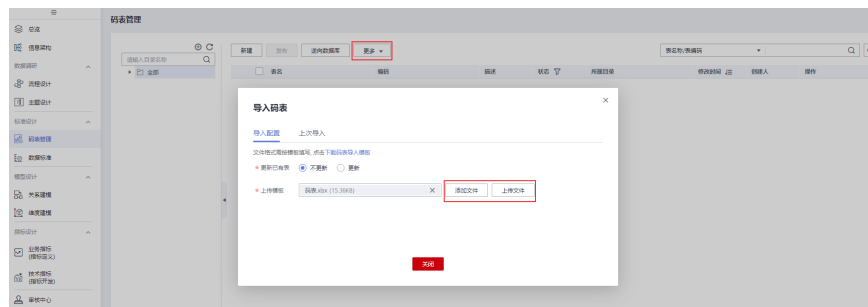 码表管理
总览
信息架构
数据调研
流程设计
主题设计
标准设计
码表管理
数据标准
模型设计
关系建模
维度建模
指标设计
业务指标
(指标定义)
技术指标
(指标开发)
审核中心
请输入目录名称
全部
新建 发布 逆向数据库 更多
表名称/表编码
表名 编码 描述 状态 所属目录 修改时间 创建人 操作
导入码表
导入配置 上次导入
文件格式需按模板填写, 点击下载码表导入模板
* 更新已有表 不更新 更新
* 上传模板 码表.xlsx (15.36KB) 添加文件 上传文件
关闭